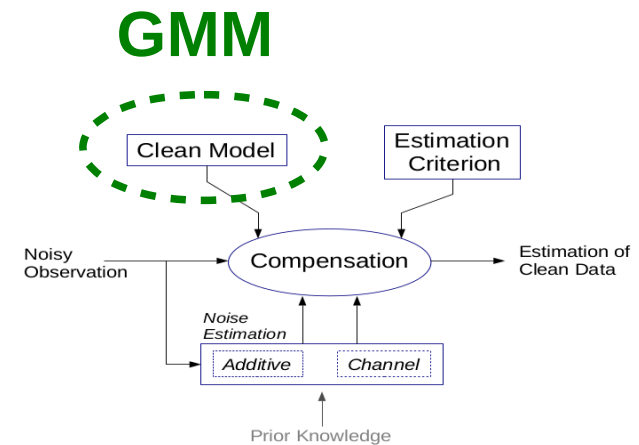 GMM
Clean Model
Estimation
Criterion
Noisy
Observation
Compensation
Estimation of
Clean Data
Noise
Estimation
Additive
Channel
Prior Knowledge